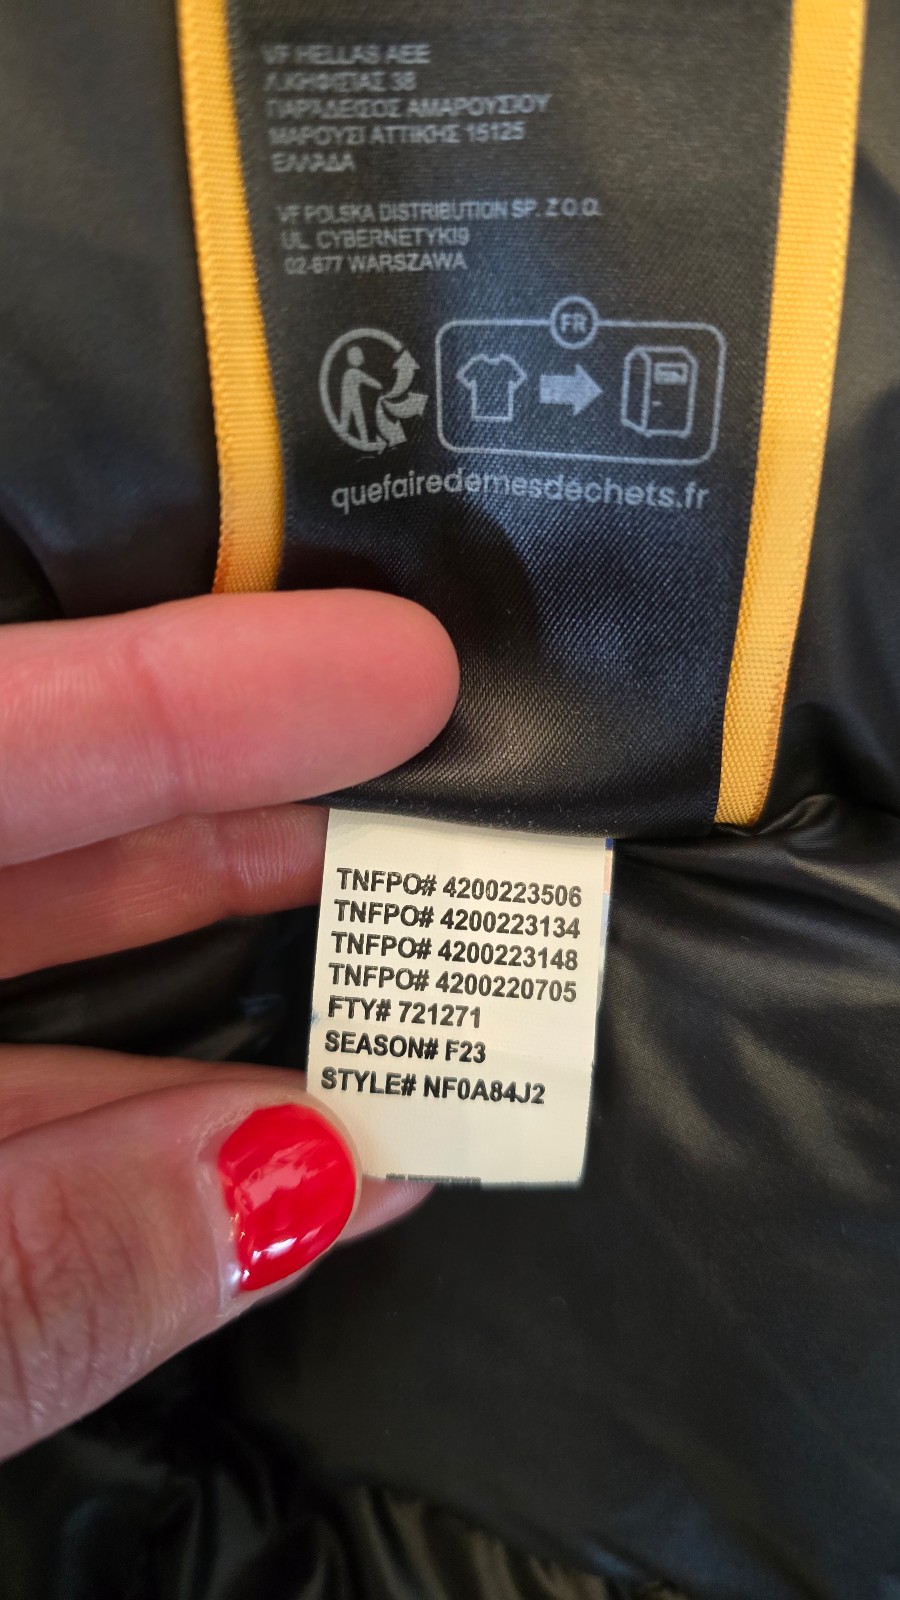 VF HELLAS AEE
Λ.ΚΗΦΙΣΙΑΣ 38
ΠΑΡΑΔΕΙΣΟΣ ΑΜΑΡΟΥΣΙΟΥ
ΜΑΡΟΥΣΙ ΑΤΤΙΚΗΣ 15125
ΕΛΛΑΔΑ
VF POLSKA DISTRIBUTION SP. Z O.O.
UL. CYBERNETYKI9
02-677 WARSZAWA
FR
quefairedemesdéchets.fr
TNFPO# 4200223506
TNFPO# 4200223134
TNFPO# 4200223148
TNFPO# 4200220705
FTY# 721271
SEASON# F23
STYLE# NF0A84J2